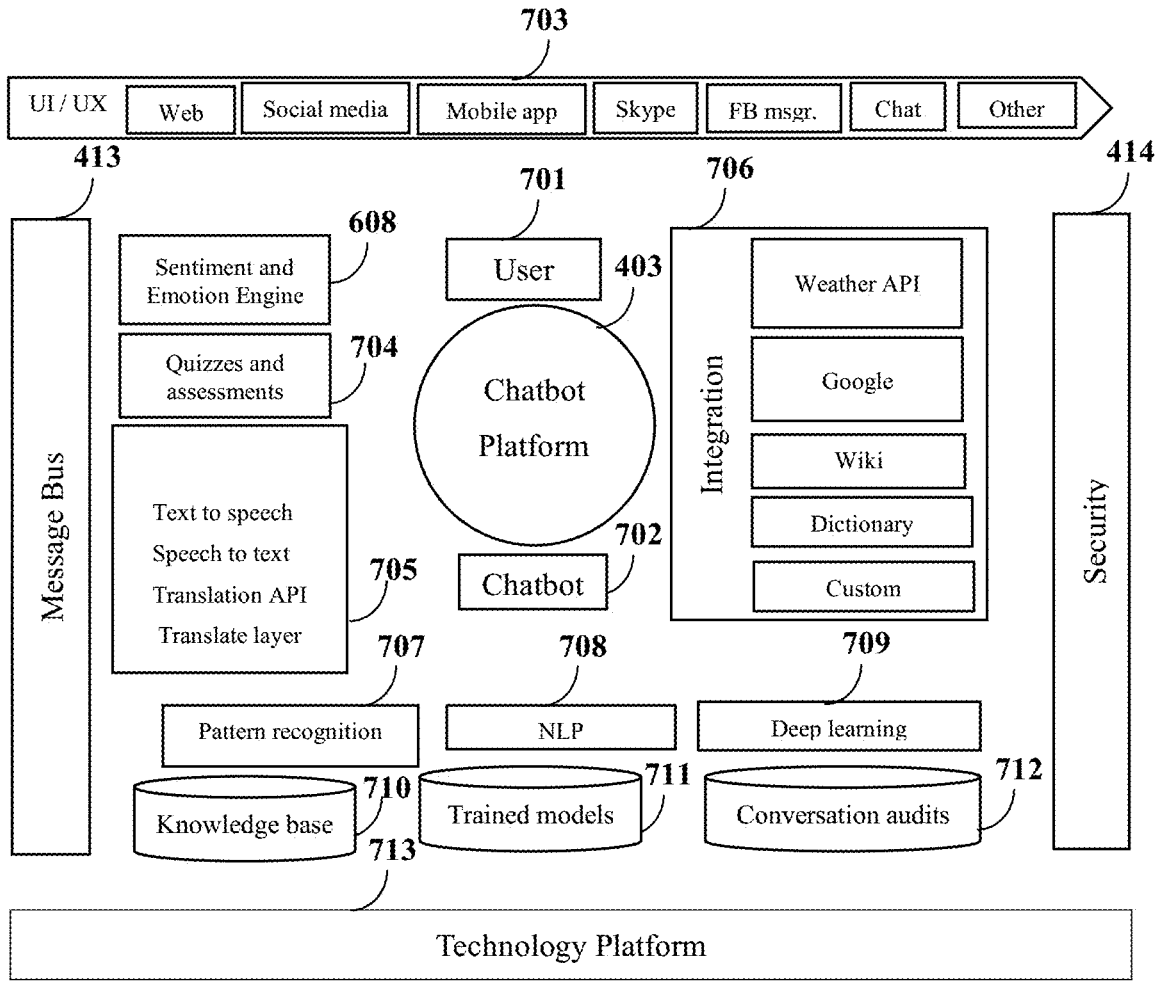 703
UI / UX
Web
Social media
Mobile app
Skype
FB msgr.
Chat
Other
413
414
701
706
608
403
Sentiment and
Emotion Engine
User
Weather API
704
Quizzes and
assessments
Chatbot
Platform
Google
Integration
Wiki
Message Bus
Security
Text to speech
Speech to text
Translation API
Translate layer
705
702
Chatbot
Dictionary
Custom
707
708
709
Pattern recognition
NLP
Deep learning
710
711
712
Knowledge base
Trained models
Conversation audits
713
Technology Platform